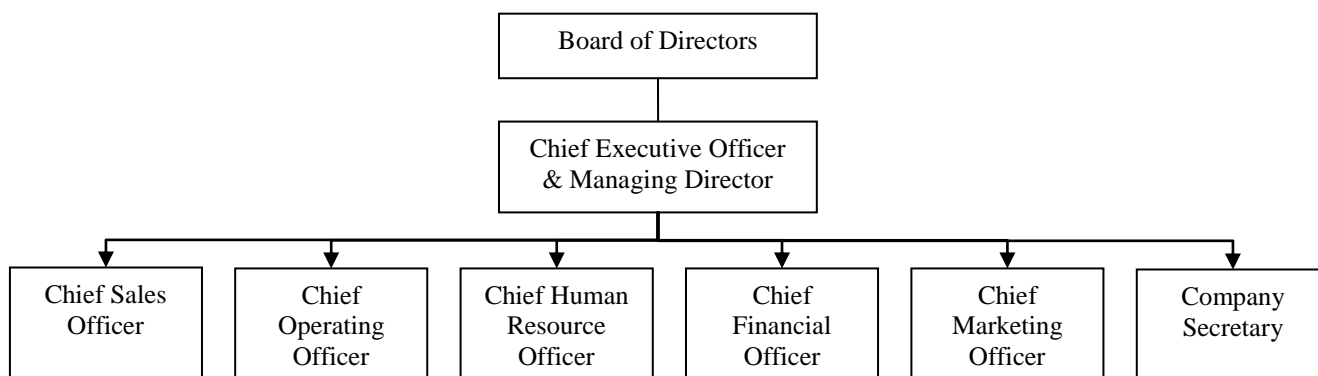 Board of Directors
Chief Executive Officer
& Managing Director
Chief Sales
Officer
Chief
Operating
Officer
Chief Human
Resource
Officer
Chief
Financial
Officer
Chief
Marketing
Officer
Company
Secretary